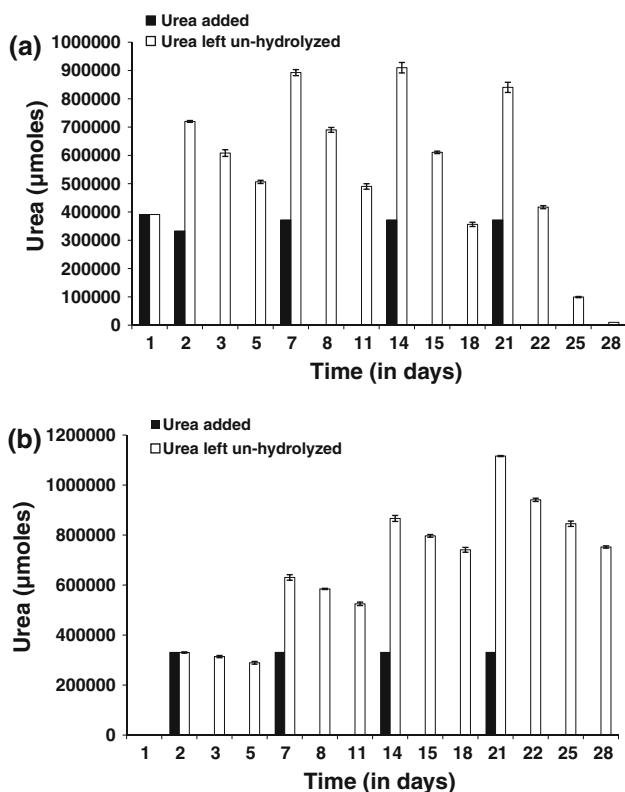 (a)
Urea added
Urea left un-hydrolyzed
Urea (µmoles)
1000000
900000
800000
700000
600000
500000
400000
300000
200000
100000
0
1 2 3 5 7 8 11 14 15 18 21 22 25 28
Time (in days)
(b)
Urea added
Urea left un-hydrolyzed
Urea (µmoles)
1200000
1000000
800000
600000
400000
200000
0
1 2 3 5 7 8 11 14 15 18 21 22 25 28
Time (in days)